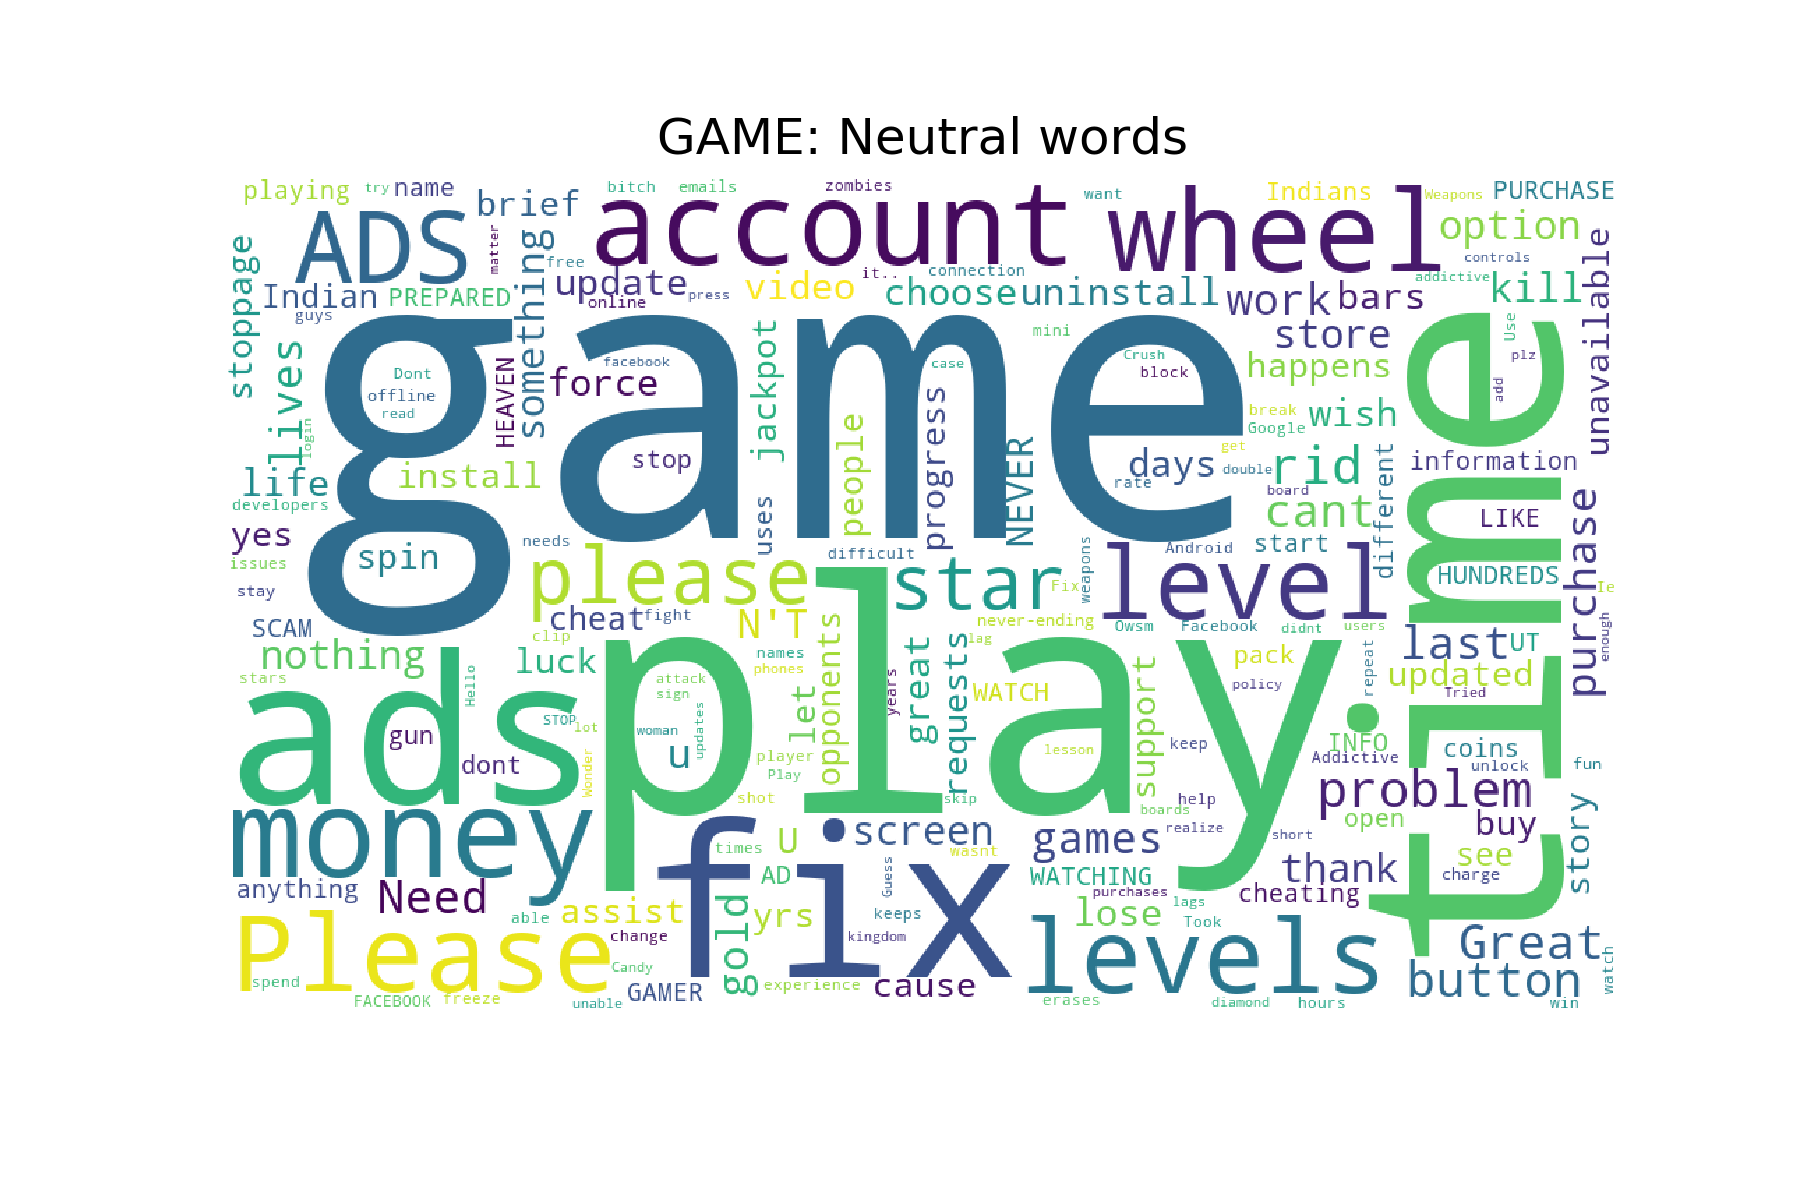 GAME: Neutral words
playing
try
name
brief
bitch
emails
zombies
want
Indians
Weapons
PURCHASE
ADS
account
wheel
option
stoppage
matter
something
free
update
online
press
video
it..
connection
controls
addictive
kill
unavailable
Indian
PREPARED
guys
choose
uninstall
work
bars
store
game
time
mini
Use
plz
add
lives
Dont
offline
read
login
HEAVEN
facebook
force
jackpot
case
Crush
block
happens
break
Google
wish
life
install
stop
people
progress
NEVER
days
rate
get
double
board
rid
different
information
developers
yes
issues
stay
spin
needs
uses
difficult
cant
Android
start
LIKE
purchase
HUNDREDS
Ie
please
star
Fix
weapons
level
SCAM
cheat
fight
N'T
opponents
never-ending
Owsm
Facebook
didnt
users
last
UT
enough
nothing
clip
luck
names
phones
great
requests
lag
pack
policy
repeat
updated
Tried
stars
Hello
ads
play
attack
sign
let
years
WATCH
support
gun
STOP
lot
woman
u
updates
dont
Wonder
player
Play
lesson
keep
INFO
Addictive
coins
unlock
fun
shot
skip
boards
help
problem
money
fix
times
U
screen
games
realize
short
open
buy
story
wasnt
Guess
AD
WATCHING
purchases
thank
see
charge
anything
Need
able
assist
yrs
keeps
lags
cheating
lose
Took
Please
change
gold
kingdom
levels
Great
spend
Candy
button
watch
FACEBOOK
freeze
unable
GAMER
experience
cause
erases
diamond
hours
win